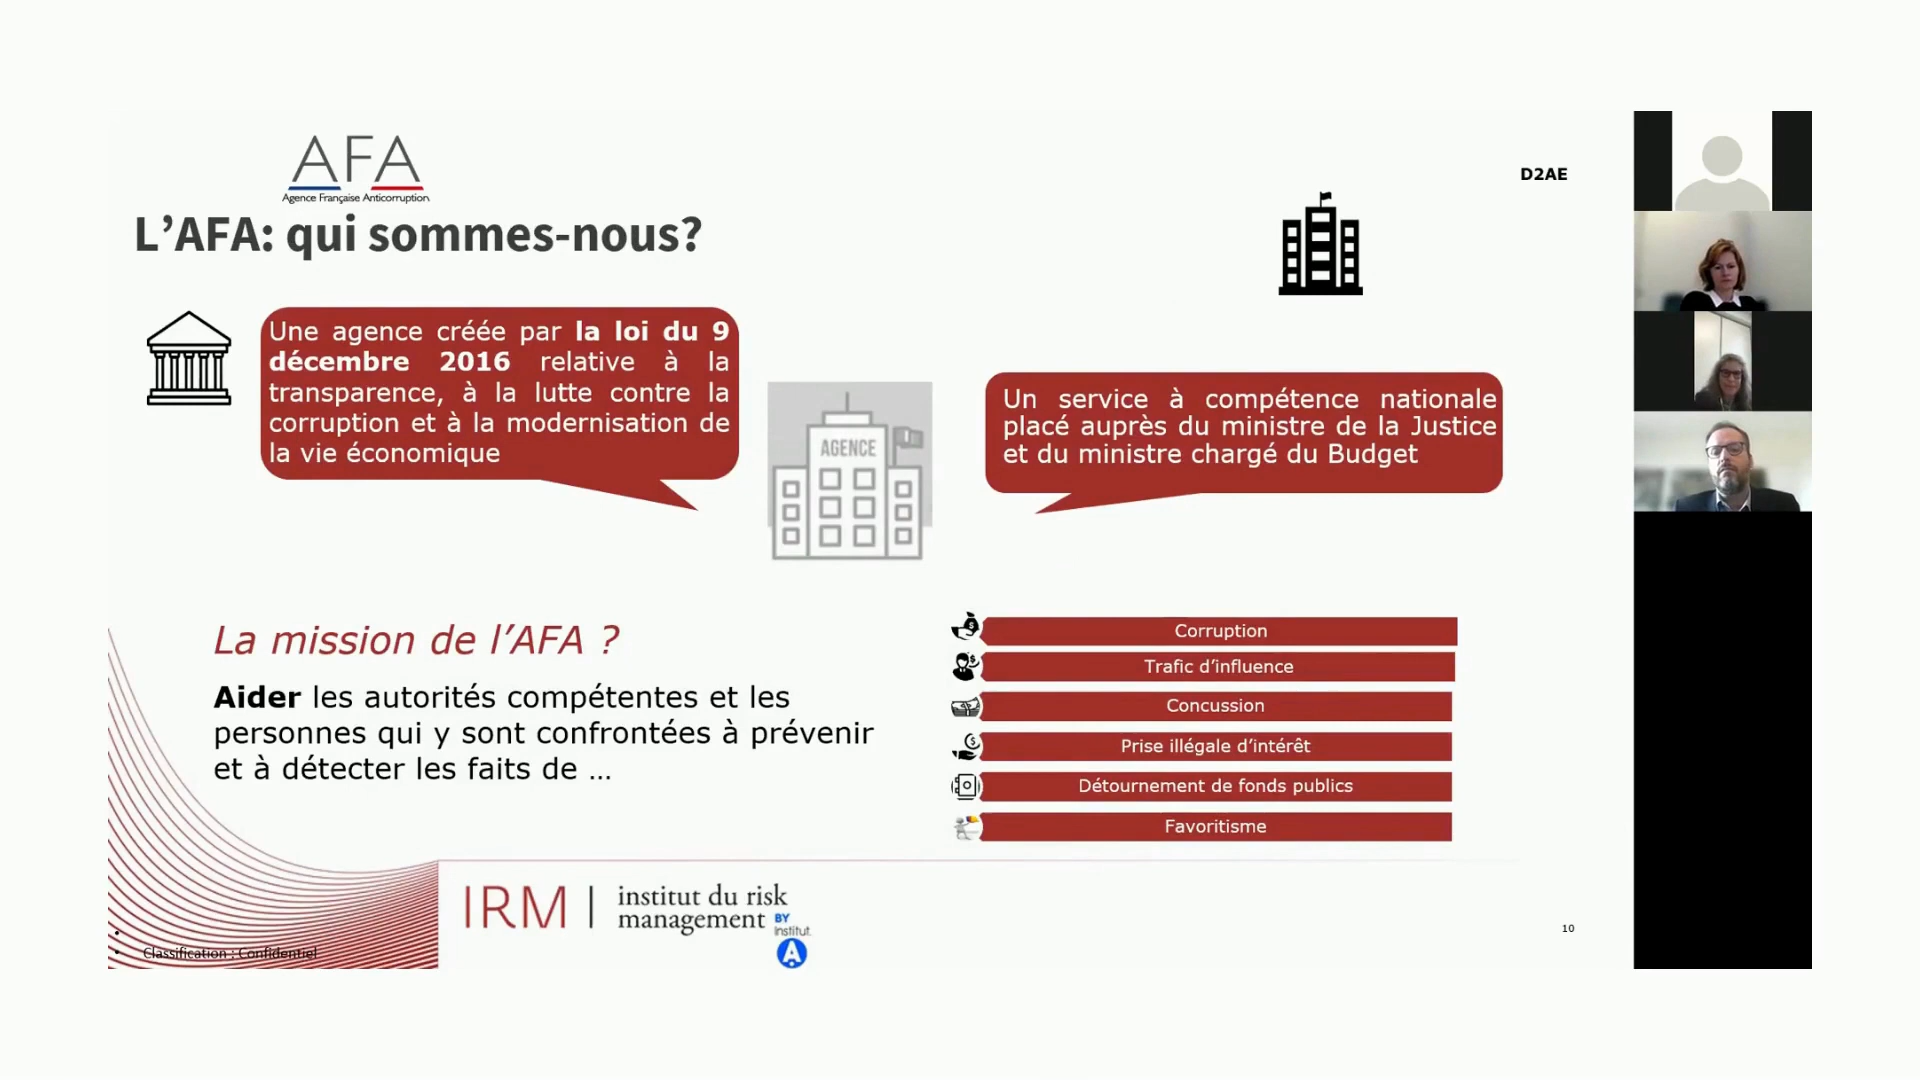 AFA
Agence Française Anticorruption
D2AE
L’AFA: qui sommes-nous?
Une agence créée par la loi du 9
décembre 2016 relative à la
transparence, à la lutte contre la
corruption et à la modernisation de
la vie économique
AGENCE
Un service à compétence nationale
placé auprès du ministre de la Justice
et du ministre chargé du Budget
La mission de l’AFA ?
Aider les autorités compétentes et les
personnes qui y sont confrontées à prévenir
et à détecter les faits de ...
Corruption
Trafic d’influence
Concussion
Prise illégale d’intérêt
Détournement de fonds publics
Favoritisme
IRM | institut du risk
management BY
Institut.
A
Classification : Confidentiel
10